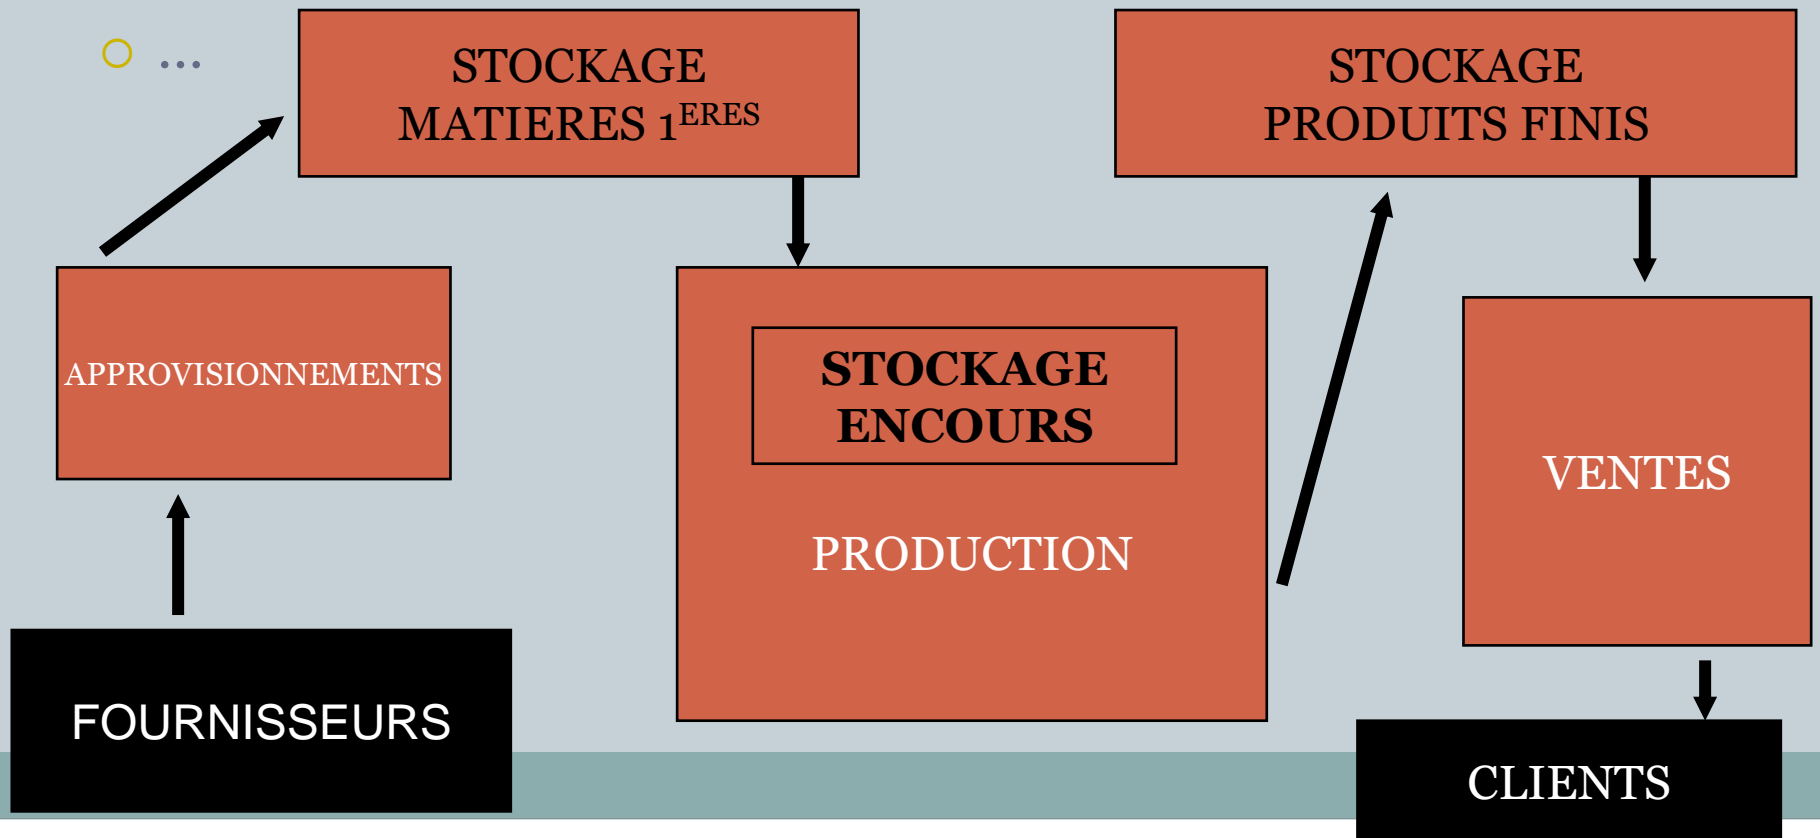 ...
STOCKAGE
MATIERES 1ERES
STOCKAGE
PRODUITS FINIS
APPROVISIONNEMENTS
STOCKAGE
ENCOURS
PRODUCTION
VENTES
FOURNISSEURS
CLIENTS